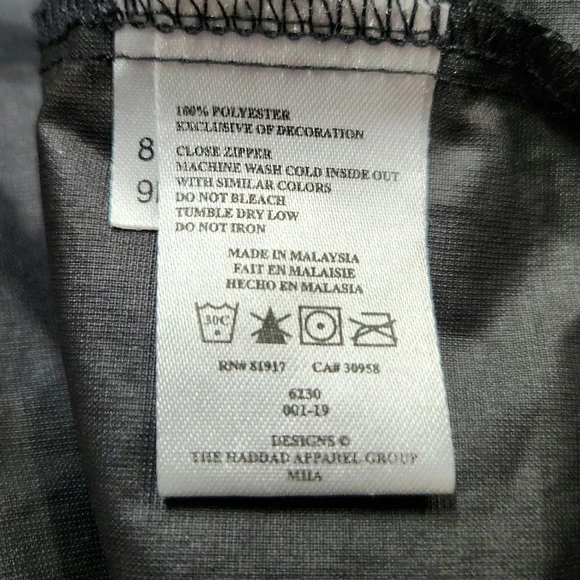 100% POLYESTER
EXCLUSIVE OF DECORATION
8
CLOSE ZIPPER
MACHINE WASH COLD INSIDE OUT
9
WITH SIMILAR COLORS
DO NOT BLEACH
TUMBLE DRY LOW
DO NOT IRON
MADE IN MALAYSIA
FAIT EN MALAISIE
HECHO EN MALASIA
30C
RN# 81917 CA# 30958
6230
001-19
DESIGNS ©
THE HADDAD APPAREL GROUP